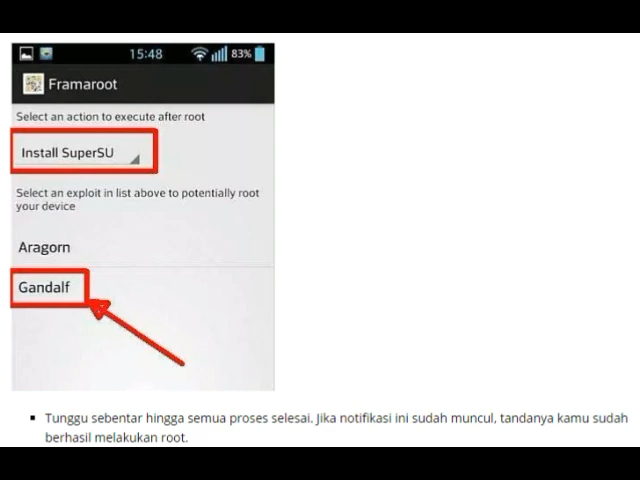 15:48 83%
Framaroot
Select an action to execute after root
Install SuperSU
Select an exploit in list above to potentially root
your device
Aragorn
Gandalf
Tunggu sebentar hingga semua proses selesai. Jika notifikasi ini sudah muncul, tandanya kamu sudah
berhasil melakukan root.